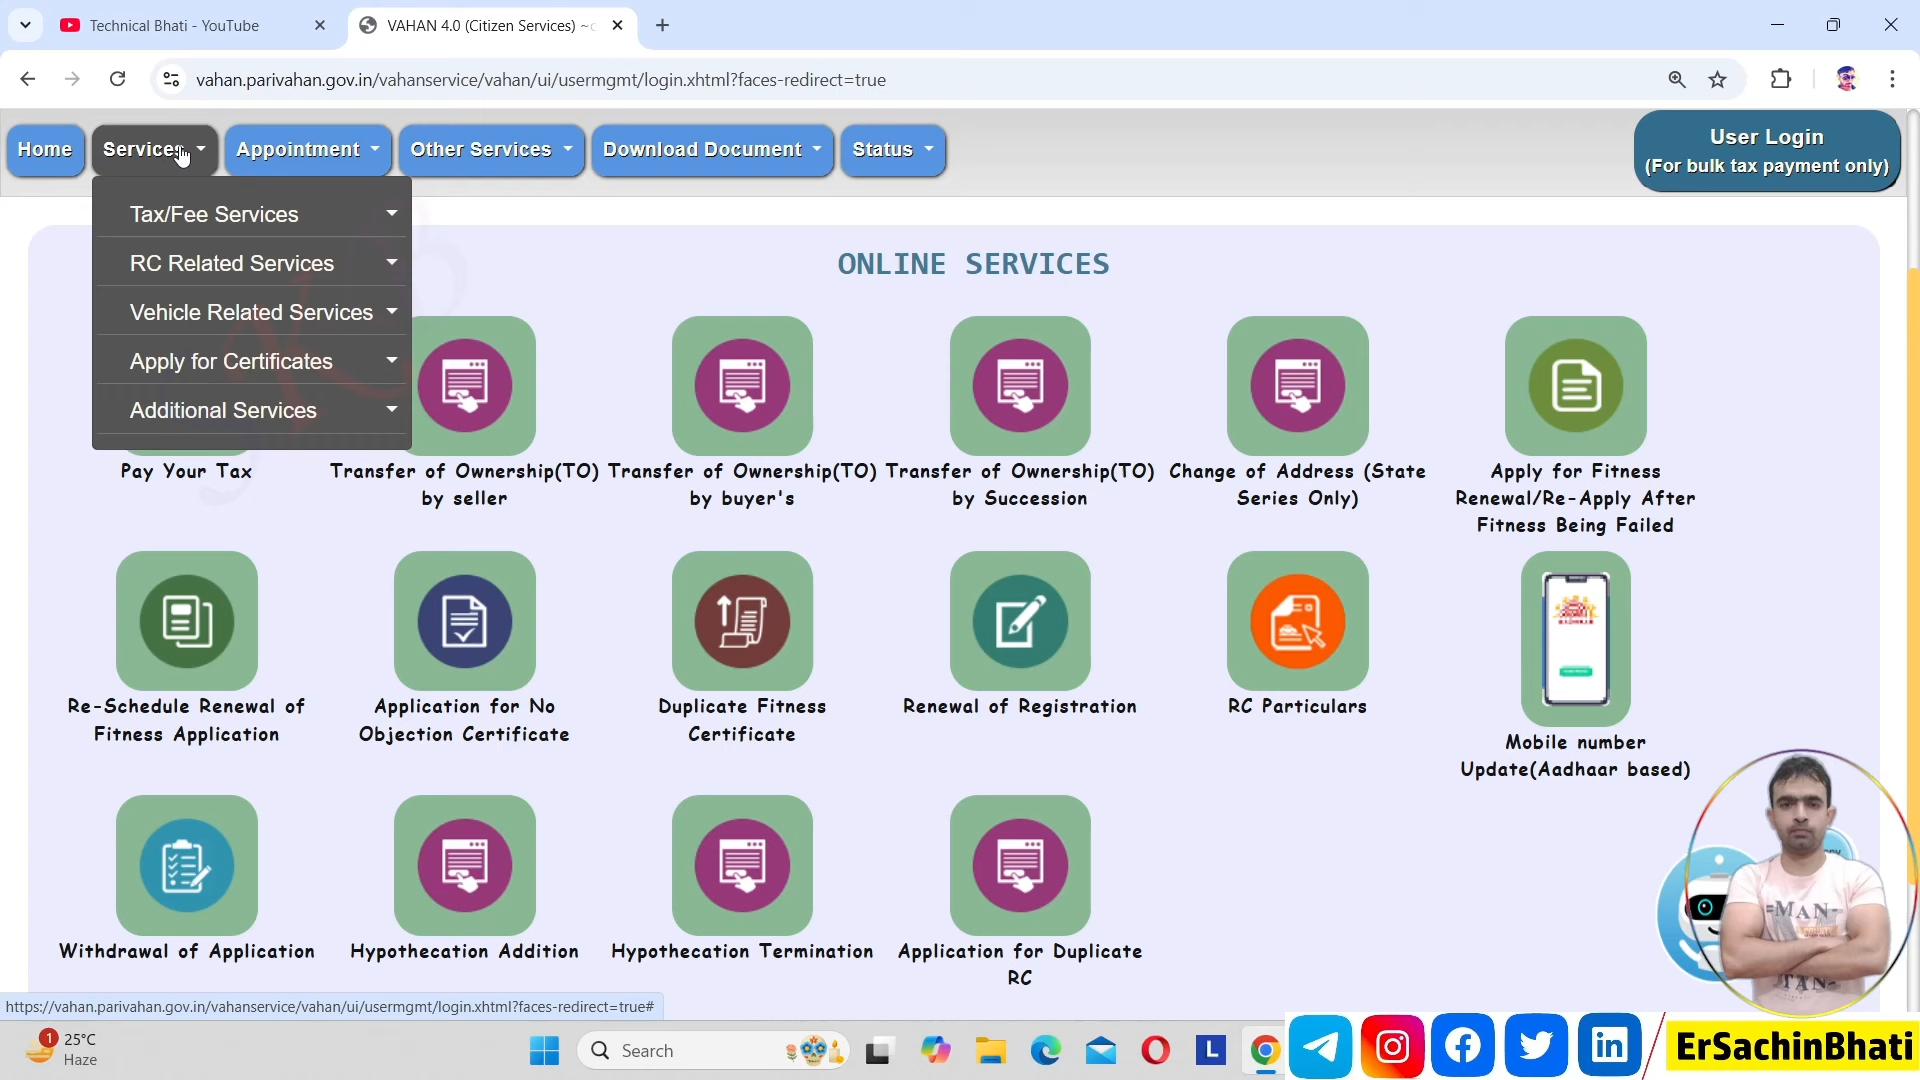 Technical Bhati - YouTube
VAHAN 4.0 (Citizen Services) ~
vahan.parivahan.gov.in/vahanservice/vahan/ui/usermgmt/login.xhtml?faces-redirect=true
Home
Services
Appointment
Other Services
Download Document
Status
User Login
(For bulk tax payment only)
Tax/Fee Services
RC Related Services
Vehicle Related Services
Apply for Certificates
Additional Services
ONLINE SERVICES
Pay Your Tax
Transfer of Ownership(TO)
by seller
Transfer of Ownership(TO)
by buyer's
Transfer of Ownership(TO)
by Succession
Change of Address (State
Series Only)
Apply for Fitness
Renewal/Re-Apply After
Fitness Being Failed
Re-Schedule Renewal of
Fitness Application
Application for No
Objection Certificate
Duplicate Fitness
Certificate
Renewal of Registration
RC Particulars
Mobile number
Update(Aadhaar based)
Withdrawal of Application
Hypothecation Addition
Hypothecation Termination
Application for Duplicate
RC
=MAN-
TAN
https://vahan.parivahan.gov.in/vahanservice/vahan/ui/usermgmt/login.xhtml?faces-redirect=true#
1
25°C
Haze
Search
L
in
ErSachinBhati